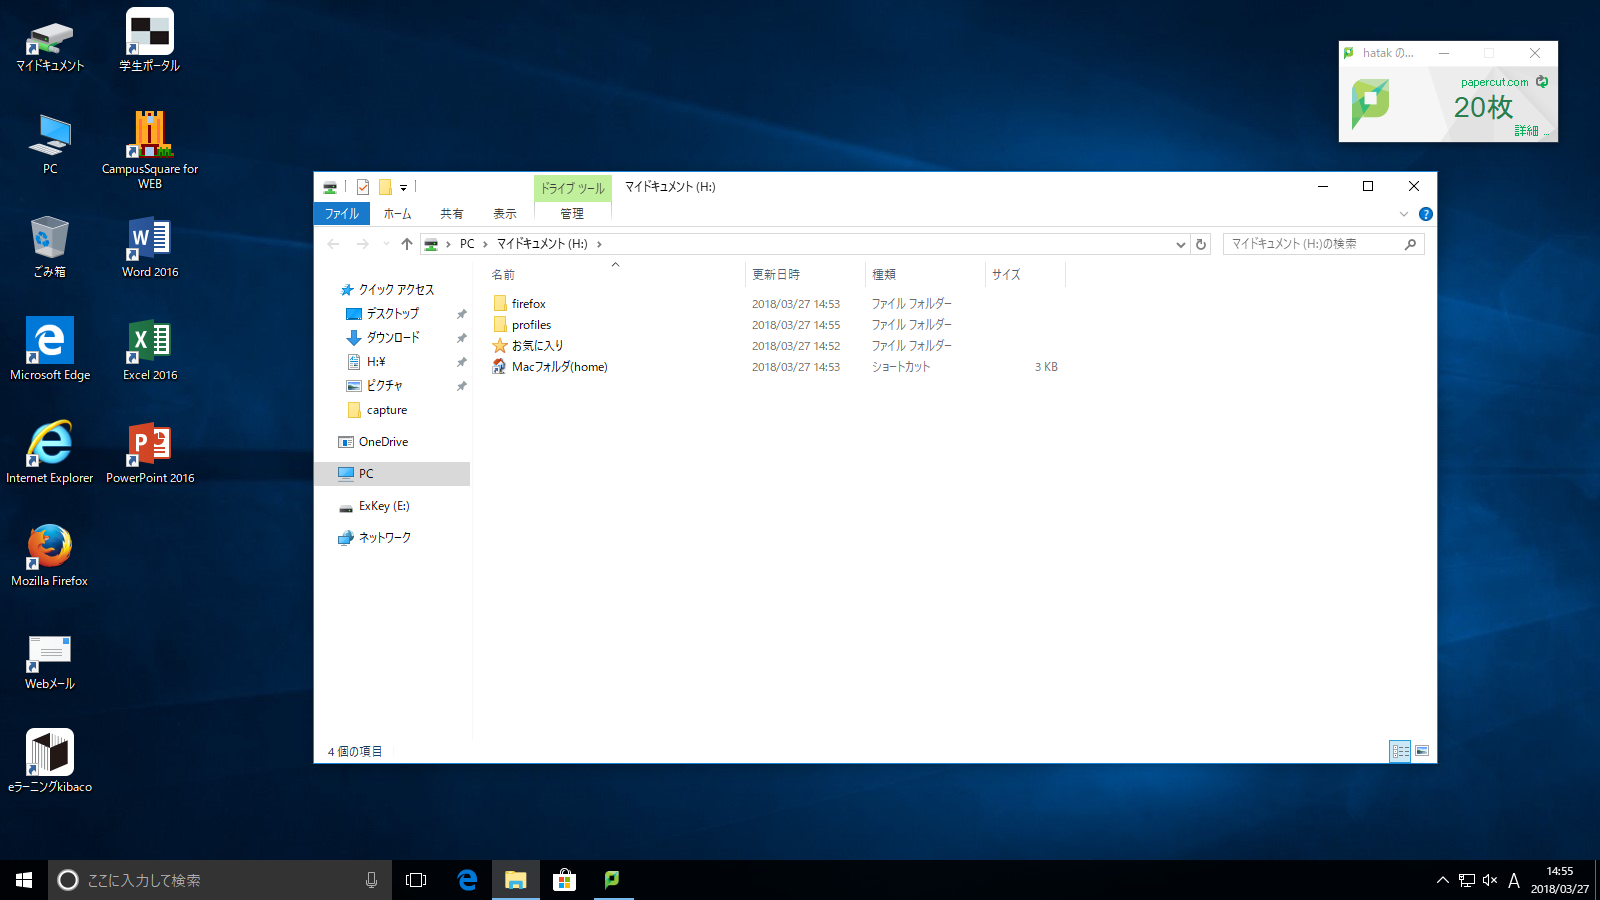 マイドキュメント
学生ポータル
PC
CampusSquare for
WEB
ごみ箱
Word 2016
Microsoft Edge
Excel 2016
Internet Explorer
PowerPoint 2016
Mozilla Firefox
Webメール
eラーニングkibaco
hatak の...
papercut.com
20枚
詳細 ...
ドライブ ツール
マイドキュメント (H:)
ファイル
ホーム
共有
表示
管理
PC
マイドキュメント (H:)
マイドキュメント (H:)の検索
クイック アクセス
デスクトップ
ダウンロード
H:¥
ピクチャ
capture
OneDrive
PC
ExKey (E:)
ネットワーク
名前 更新日時 種類 サイズ
firefox 2018/03/27 14:53 ファイル フォルダー
profiles 2018/03/27 14:55 ファイル フォルダー
お気に入り 2018/03/27 14:52 ファイル フォルダー
Macフォルダ(home) 2018/03/27 14:53 ショートカット 3 KB
4 個の項目
ここに入力して検索
A
14:55
2018/03/27